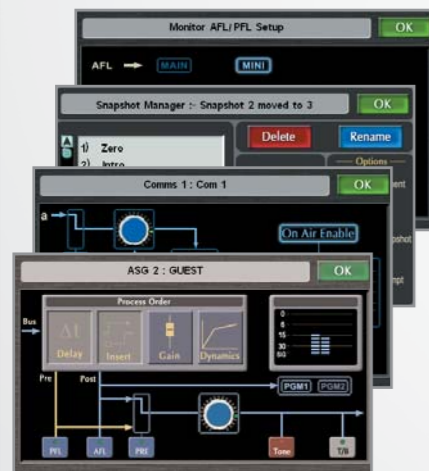 Monitor AFL/PFL Setup
OK
AFL
MAIN
MINI
Snapshot Manager :- Snapshot 2 moved to 3
OK
1) Zero
2) Intro
Delete
Rename
Options
Comms 1 : Com 1
OK
a
On Air Enable
ASG 2 : GUEST
OK
Process Order
Bus
Δt
Delay
Insert
Gain
Dynamics
0
6
15
30
Pre
Post
PGM1
PGM2
PFL
AFL
PRE
Tone
T/B